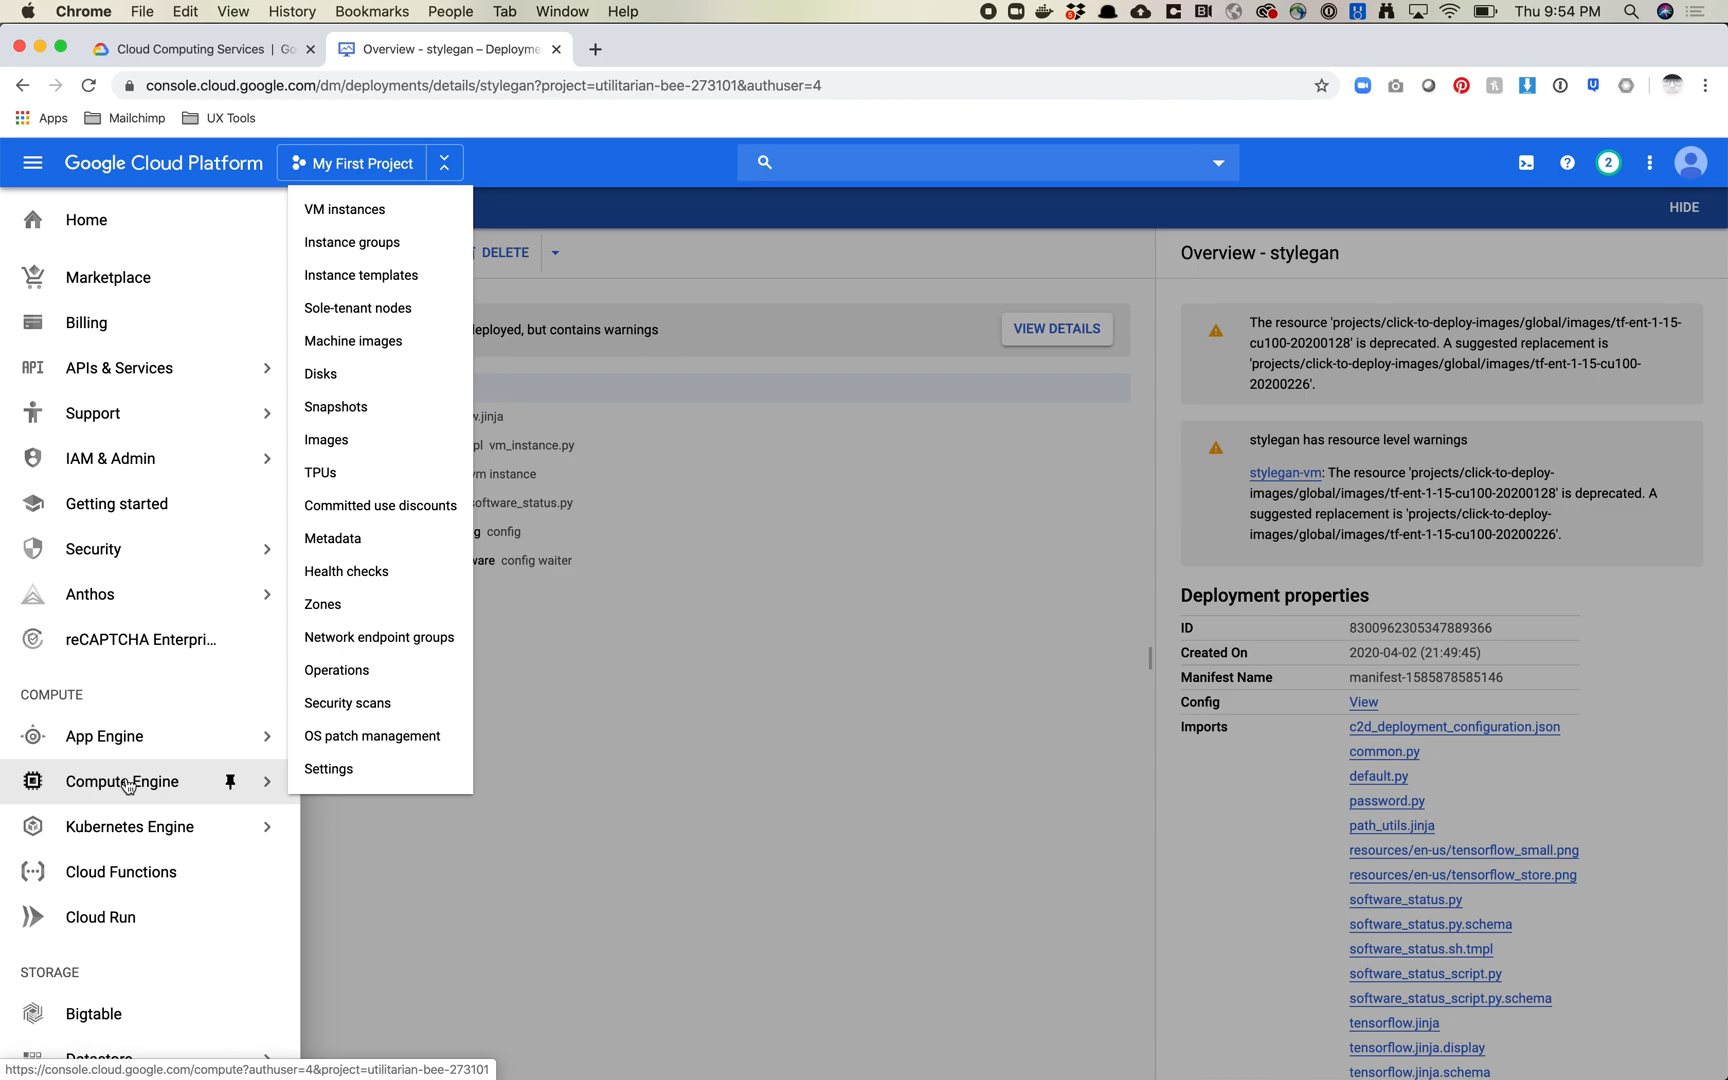 Chrome File Edit View History Bookmarks People Tab Window Help Thu 9:54 PM
Cloud Computing Services | Go
Overview - stylegan – Deployme
console.cloud.google.com/dm/deployments/details/stylegan?project=utilitarian-bee-273101&authuser=4
Apps Mailchimp UX Tools
Google Cloud Platform My First Project 2
HIDE
Home
Marketplace
Billing
API APIs & Services
Support
IAM & Admin
Getting started
Security
Anthos
reCAPTCHA Enterpri...
COMPUTE
App Engine
Compute Engine
Kubernetes Engine
Cloud Functions
Cloud Run
STORAGE
Bigtable
Datastore
https://console.cloud.google.com/compute?authuser=4&project=utilitarian-bee-273101
VM instances
Instance groups
Instance templates
Sole-tenant nodes
Machine images
Disks
Snapshots
Images
TPUs
Committed use discounts
Metadata
Health checks
Zones
Network endpoint groups
Operations
Security scans
OS patch management
Settings
DELETE
deployed, but contains warnings
VIEW DETAILS
w.jinja
pl vm_instance.py
vm instance
software_status.py
g config
ware config waiter
Overview - stylegan
The resource 'projects/click-to-deploy-images/global/images/tf-ent-1-15-
cu100-20200128' is deprecated. A suggested replacement is
'projects/click-to-deploy-images/global/images/tf-ent-1-15-cu100-
20200226'.
stylegan has resource level warnings
stylegan-vm: The resource 'projects/click-to-deploy-
images/global/images/tf-ent-1-15-cu100-20200128' is deprecated. A
suggested replacement is 'projects/click-to-deploy-
images/global/images/tf-ent-1-15-cu100-20200226'.
Deployment properties
ID 8300962305347889366
Created On 2020-04-02 (21:49:45)
Manifest Name manifest-1585878585146
Config View
Imports c2d_deployment_configuration.json
common.py
default.py
password.py
path_utils.jinja
resources/en-us/tensorflow_small.png
resources/en-us/tensorflow_store.png
software_status.py
software_status.py.schema
software_status.sh.tmpl
software_status_script.py
software_status_script.py.schema
tensorflow.jinja
tensorflow.jinja.display
tensorflow.jinja.schema